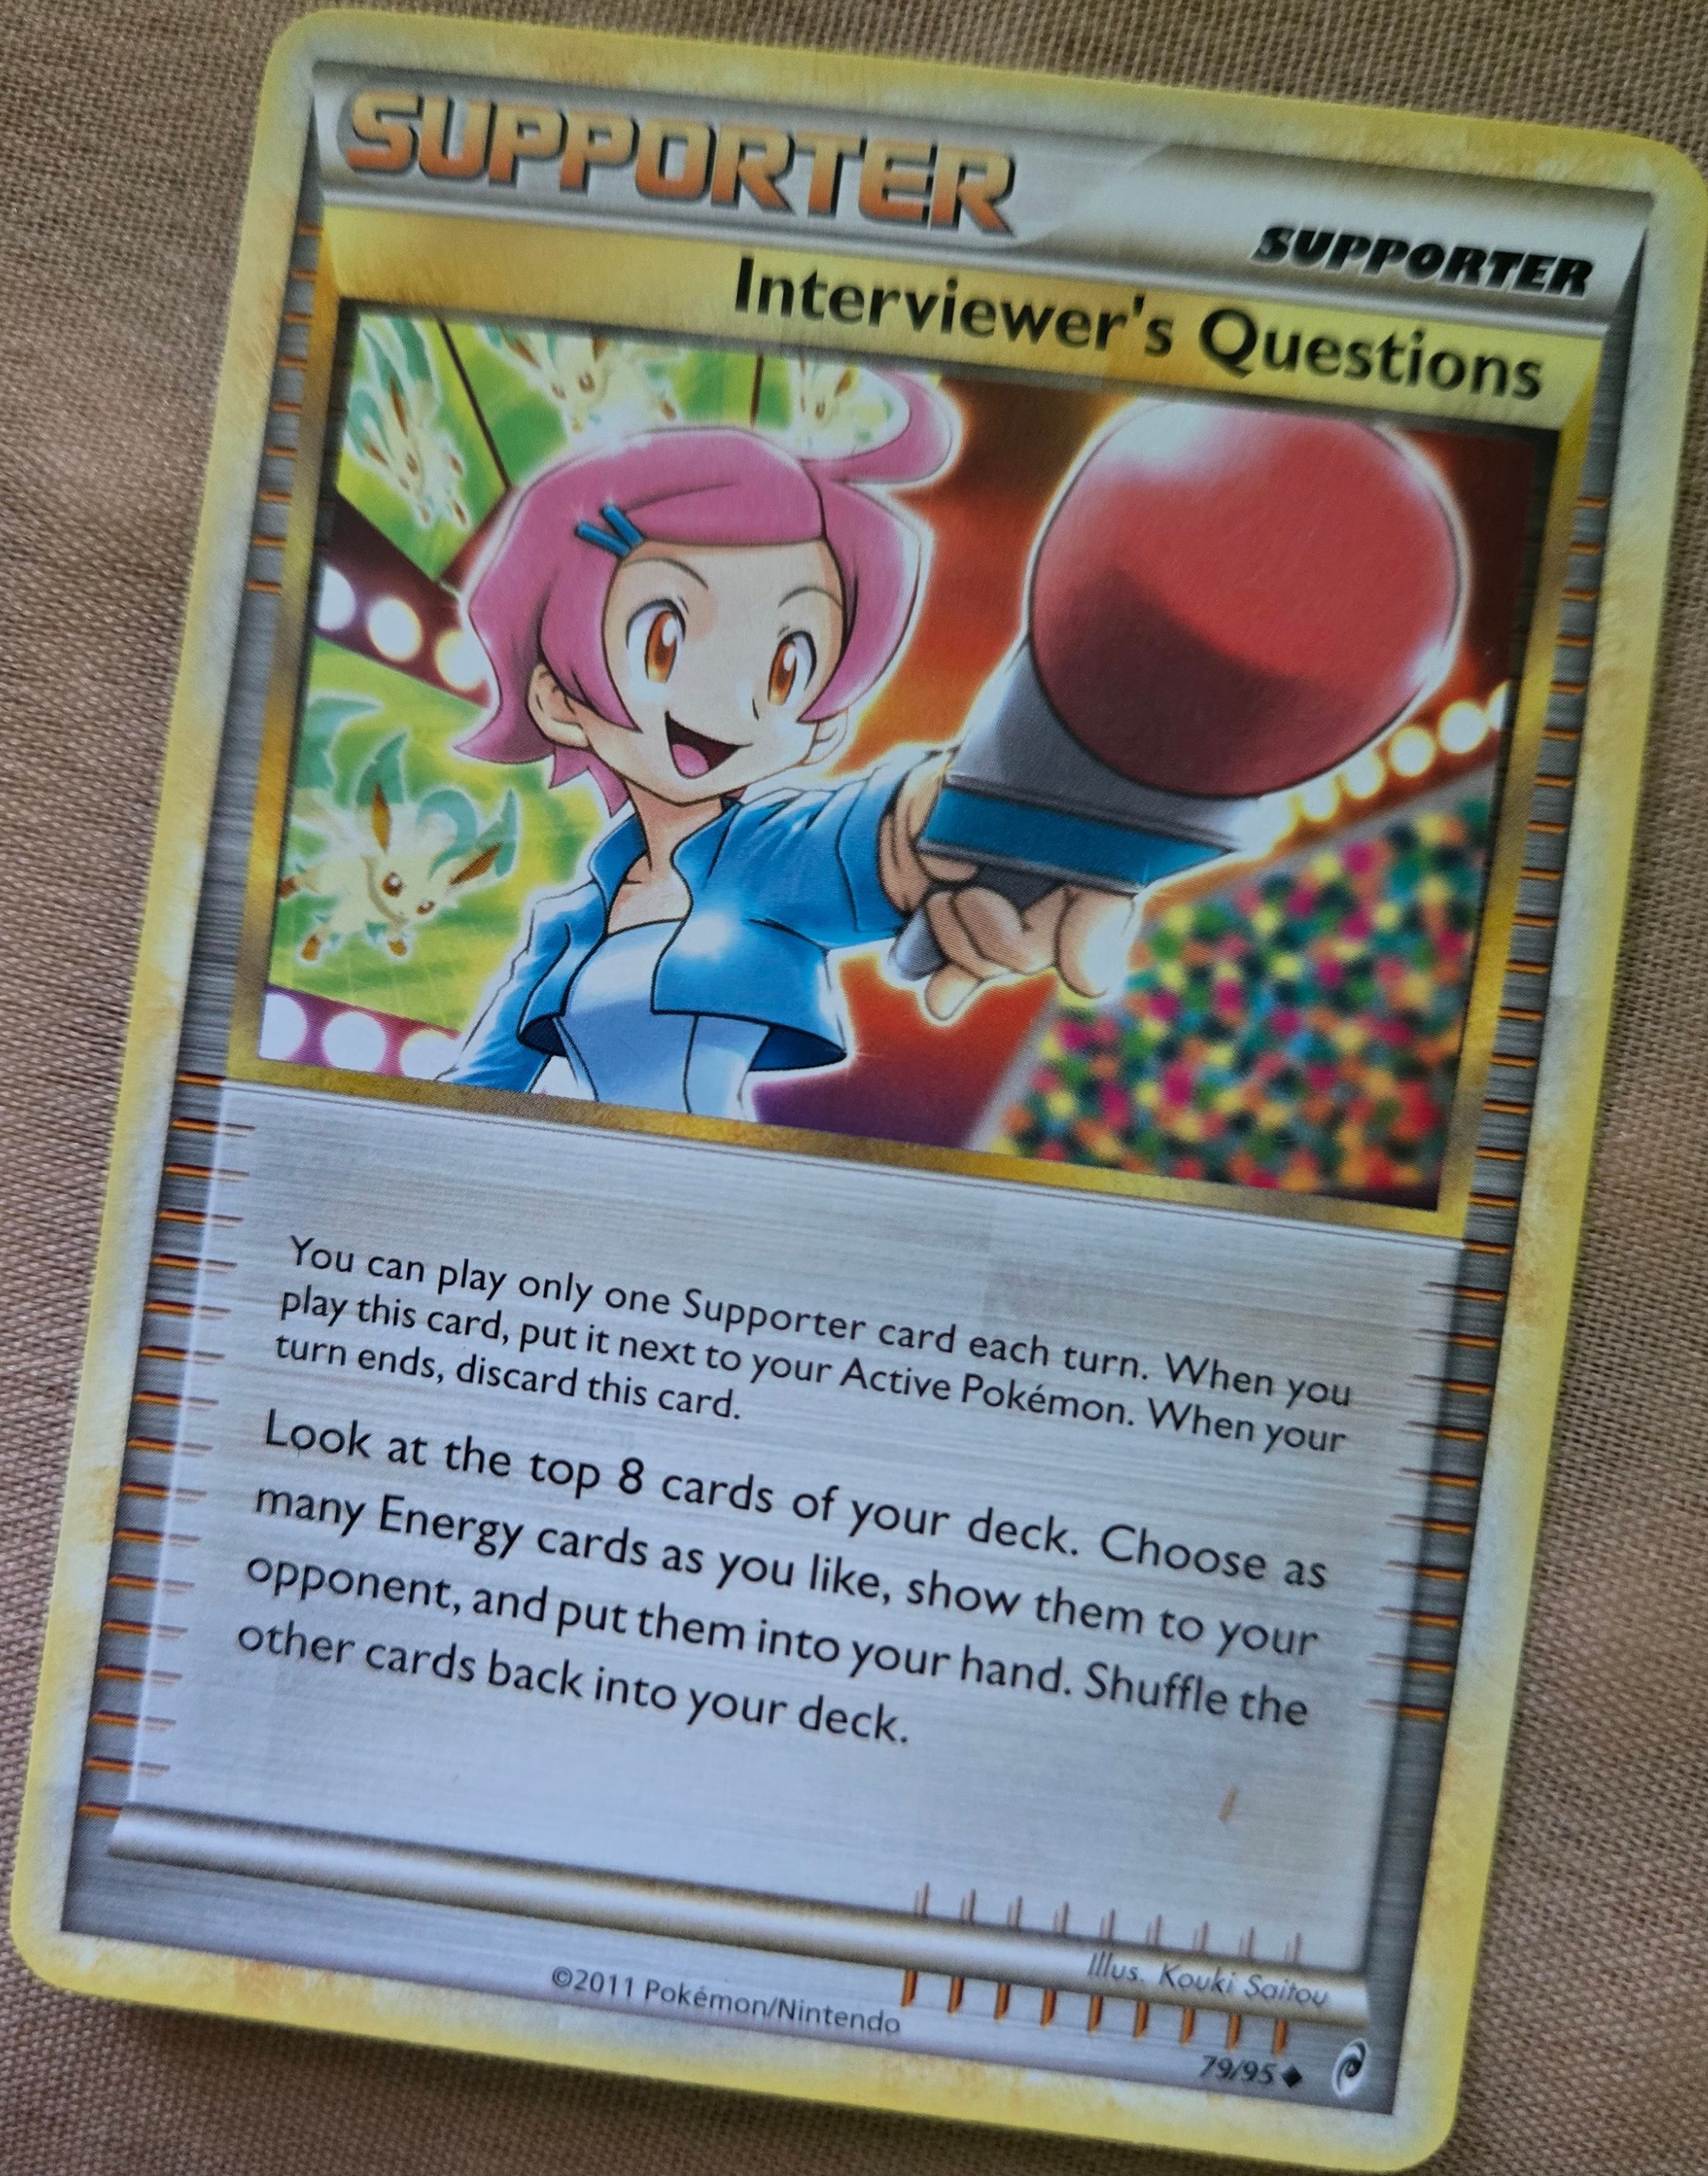 SUPPORTER
SUPPORTER
Interviewer's Questions
You can play only one Supporter card each turn. When you
play this card, put it next to your Active Pokémon. When your
turn ends, discard this card.
Look at the top 8 cards of your deck. Choose as
many Energy cards as you like, show them to your
opponent, and put them into your hand. Shuffle the
other cards back into your deck.
Illus. Kouki Saitou
©2011 Pokémon/Nintendo
79/95